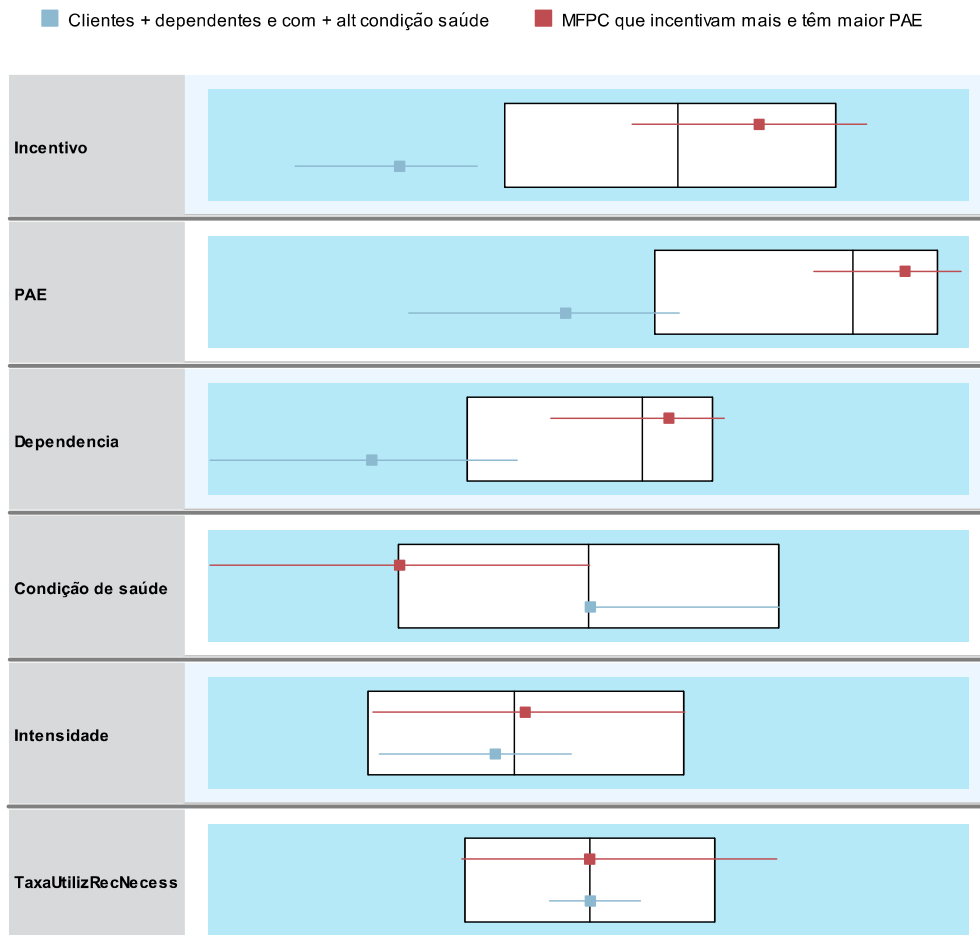 Clientes + dependentes e com + alt condição saúde
MFPC que incentivam mais e têm maior PAE
Incentivo
PAE
Dependencia
Condição de saúde
Intensidade
TaxaUtilizRecNecess